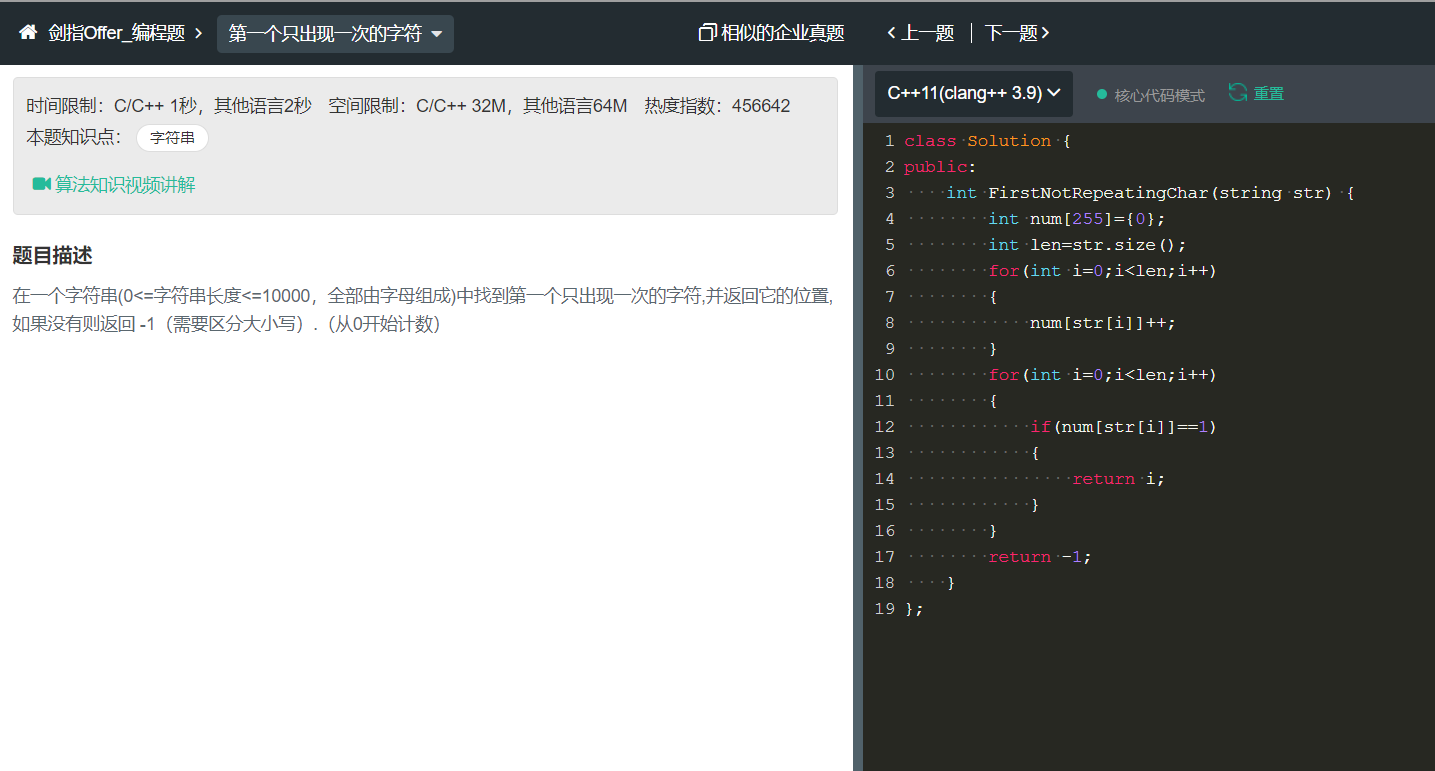 剑指Offer_编程题 第一个只出现一次的字符 相似的企业真题 上一题 下一题
时间限制：C/C++ 1秒，其他语言2秒 空间限制：C/C++ 32M，其他语言64M 热度指数：456642
本题知识点： 字符串
算法知识视频讲解
题目描述
在一个字符串(0<=字符串长度<=10000，全部由字母组成)中找到第一个只出现一次的字符,并返回它的位置,
如果没有则返回 -1（需要区分大小写）.（从0开始计数）
C++11(clang++ 3.9) 核心代码模式 重置
1 class Solution {
2 public:
3     int FirstNotRepeatingChar(string str) {
4         int num[255]={0};
5         int len=str.size();
6         for(int i=0;i<len;i++)
7         {
8             num[str[i]]++;
9         }
10         for(int i=0;i<len;i++)
11         {
12             if(num[str[i]]==1)
13             {
14                 return i;
15             }
16         }
17         return -1;
18     }
19 };